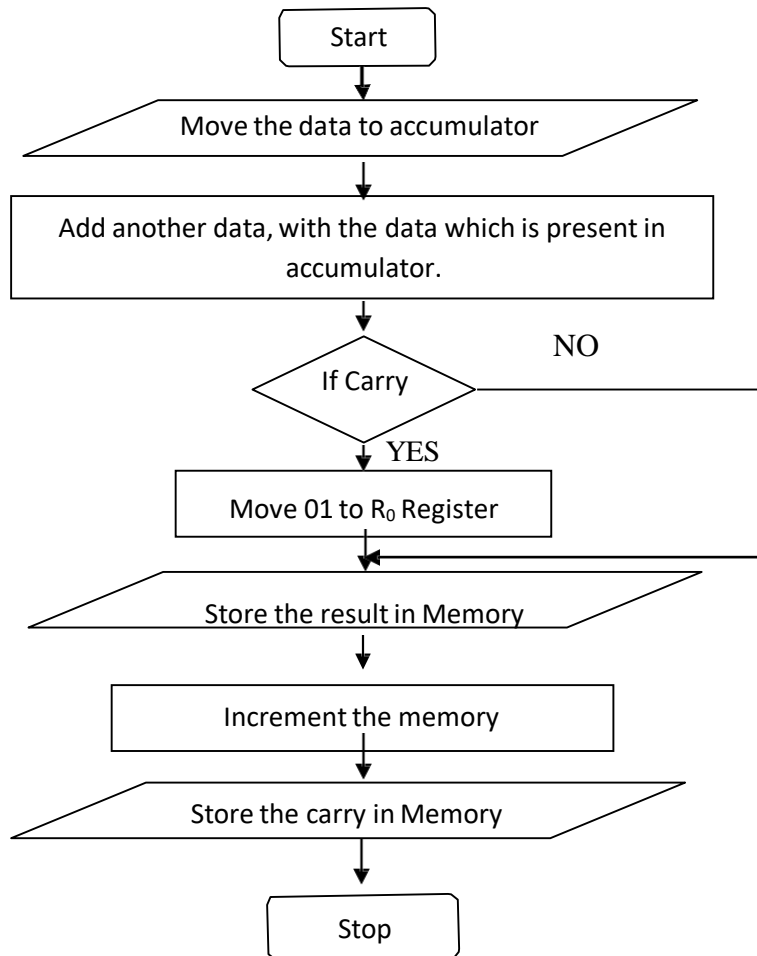 Start
Move the data to accumulator
Add another data, with the data which is present in
accumulator.
NO
If Carry
YES
Move 01 to R₀ Register
Store the result in Memory
Increment the memory
Store the carry in Memory
Stop